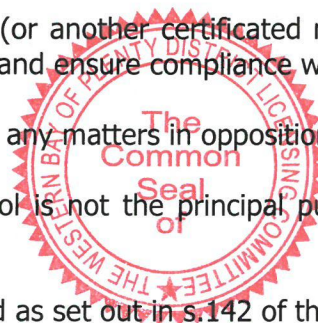 (or another certificated
and ensure compliance w
any matters in opposition
ol is not the principal pu
d as set out in s.142 of th
The
Common
Seal
of
THE WESTERN BAY OF PLENTY DISTRICT LICENSING COMMITTEE